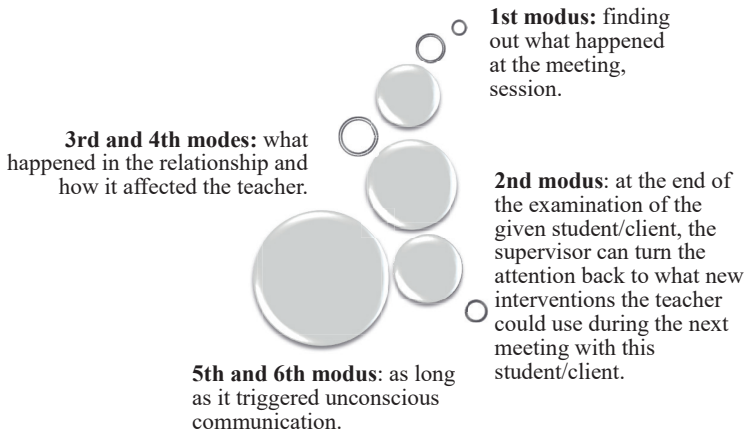 1st modus: finding
out what happened
at the meeting,
session.
3rd and 4th modes: what
happened in the relationship and
how it affected the teacher.
2nd modus: at the end of
the examination of the
given student/client, the
supervisor can turn the
attention back to what new
interventions the teacher
could use during the next
meeting with this
student/client.
5th and 6th modus: as long
as it triggered unconscious
communication.